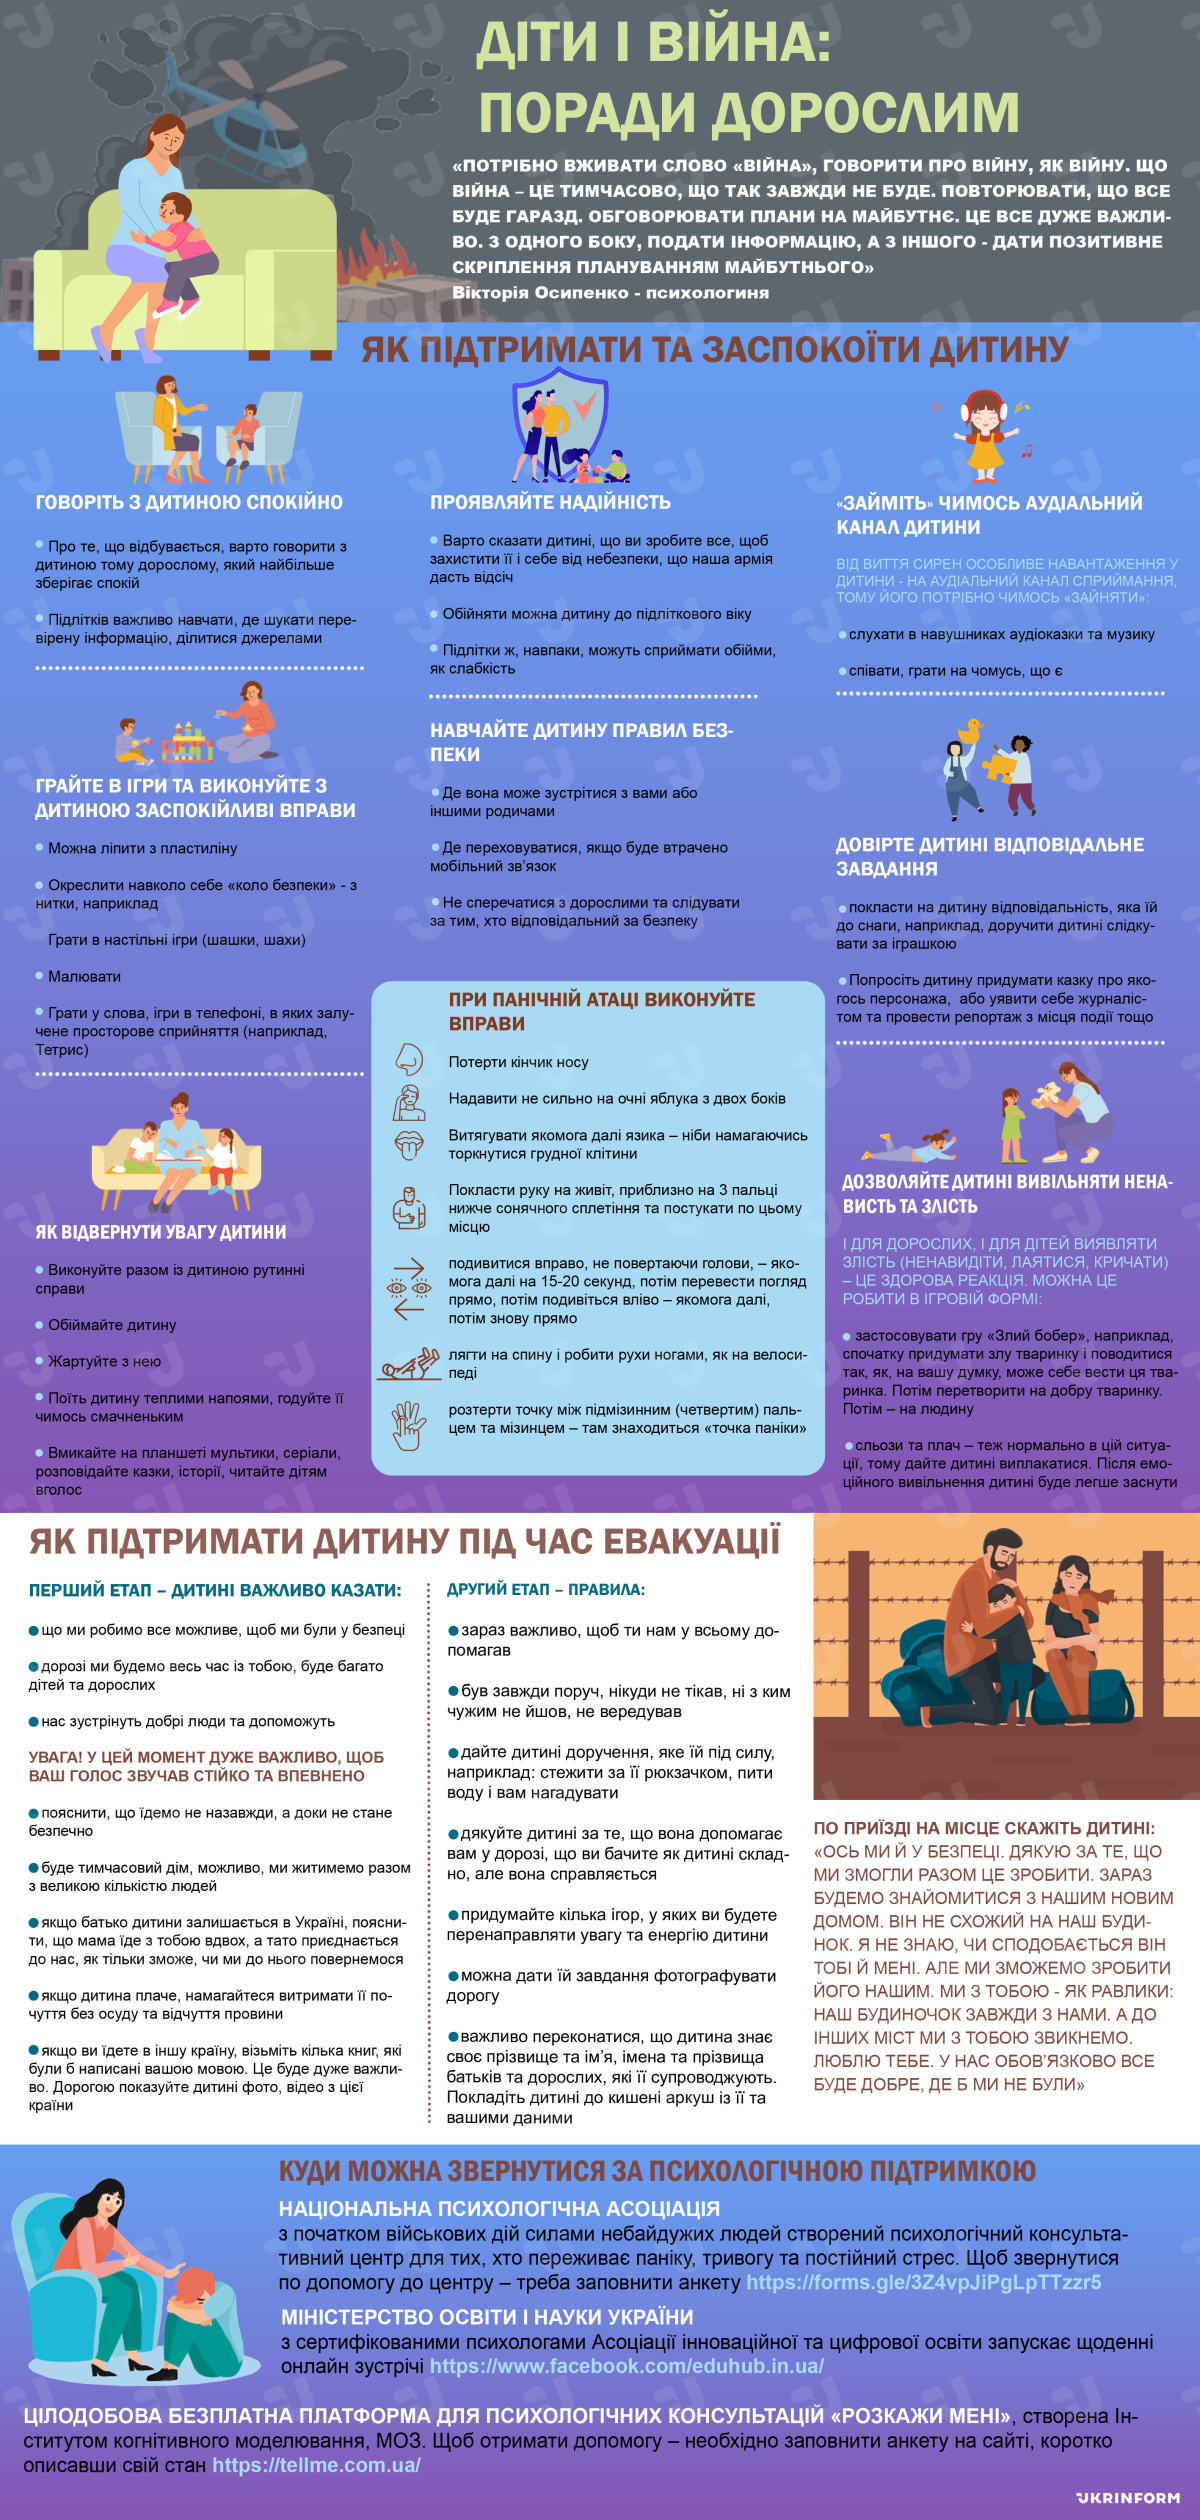 ДІТИ І ВІЙНА:
ПОРАДИ ДОРОСЛИМ
«ПОТРІБНО ВЖИВАТИ СЛОВО «ВІЙНА», ГОВОРИТИ ПРО ВІЙНУ, ЯК ВІЙНУ. ЩО
ВІЙНА – ЦЕ ТИМЧАСОВО, ЩО ТАК ЗАВЖДИ НЕ БУДЕ. ПОВТОРЮВАТИ, ЩО ВСЕ
БУДЕ ГАРАЗД. ОБГОВОРЮВАТИ ПЛАНИ НА МАЙБУТНЄ. ЦЕ ВСЕ ДУЖЕ ВАЖЛИ-
ВО. З ОДНОГО БОКУ, ПОДАТИ ІНФОРМАЦІЮ, А З ІНШОГО - ДАТИ ПОЗИТИВНЕ
СКРІПЛЕННЯ ПЛАНУВАННЯМ МАЙБУТНЬОГО»
Вікторія Осипенко - психологиня
ЯК ПІДТРИМАТИ ТА ЗАСПОКОЇТИ ДИТИНУ
ГОВОРІТЬ З ДИТИНОЮ СПОКІЙНО
Про те, що відбувається, варто говорити з
дитиною тому дорослому, який найбільше
зберігає спокій
Підлітків важливо навчати, де шукати пере-
вірену інформацію, ділитися джерелами
ГРАЙТЕ В ІГРИ ТА ВИКОНУЙТЕ З
ДИТИНОЮ ЗАСПОКІЙЛИВІ ВПРАВИ
Можна ліпити з пластиліну
Окреслити навколо себе «коло безпеки» - з
нитки, наприклад
Грати в настільні ігри (шашки, шахи)
Малювати
Грати у слова, ігри в телефоні, в яких залу-
чене просторове сприйняття (наприклад,
Тетрис)
ЯК ВІДВЕРНУТИ УВАГУ ДИТИНИ
Виконуйте разом із дитиною рутинні
справи
Обіймайте дитину
Жартуйте з нею
Поїть дитину теплими напоями, годуйте її
чимось смачненьким
Вмикайте на планшеті мультики, серіали,
розповідайте казки, історії, читайте дітям
вголос
ПРОЯВЛЯЙТЕ НАДІЙНІСТЬ
Варто сказати дитині, що ви зробите все, щоб
захистити її і себе від небезпеки, що наша армія
дасть відсіч
Обійняти можна дитину до підліткового віку
Підлітки ж, навпаки, можуть сприймати обійми,
як слабкість
НАВЧАЙТЕ ДИТИНУ ПРАВИЛ БЕЗ-
ПЕКИ
Де вона може зустрітися з вами або
іншими родичами
Де переховуватися, якщо буде втрачено
мобільний зв’язок
Не сперечатися з дорослими та слідувати
за тим, хто відповідальний за безпеку
ПРИ ПАНІЧНІЙ АТАЦІ ВИКОНУЙТЕ
ВПРАВИ
Потерти кінчик носу
Надавити не сильно на очні яблука з двох боків
Витягувати якомога далі язика – ніби намагаючись
торкнутися грудної клітини
Покласти руку на живіт, приблизно на 3 пальці
нижче сонячного сплетіння та постукати по цьому
місцю
подивитися вправо, не повертаючи голови, – яко-
мога далі на 15-20 секунд, потім перевести погляд
прямо, потім подивіться вліво – якомога далі,
потім знову прямо
лягти на спину і робити рухи ногами, як на велоси-
педі
розтерти точку між підмізинним (четвертим) паль-
цем та мізинцем – там знаходиться «точка паніки»
«ЗАЙМІТЬ» ЧИМОСЬ АУДІАЛЬНИЙ
КАНАЛ ДИТИНИ
ВІД ВИТТЯ СИРЕН ОСОБЛИВЕ НАВАНТАЖЕННЯ У
ДИТИНИ - НА АУДІАЛЬНИЙ КАНАЛ СПРИЙМАННЯ,
ТОМУ ЙОГО ПОТРІБНО ЧИМОСЬ «ЗАЙНЯТИ»:
слухати в навушниках аудіоказки та музику
співати, грати на чомусь, що є
ДОВІРТЕ ДИТИНІ ВІДПОВІДАЛЬНЕ
ЗАВДАННЯ
покласти на дитину відповідальність, яка їй
до снаги, наприклад, доручити дитині слідку-
вати за іграшкою
Попросіть дитину придумати казку про яко-
гось персонажа, або уявити себе журналіс-
том та провести репортаж з місця події тощо
ДОЗВОЛЯЙТЕ ДИТИНІ ВИВІЛЬНЯТИ НЕНА-
ВИСТЬ ТА ЗЛІСТЬ
І ДЛЯ ДОРОСЛИХ, І ДЛЯ ДІТЕЙ ВИЯВЛЯТИ
ЗЛІСТЬ (НЕНАВИДІТИ, ЛАЯТИСЯ, КРИЧАТИ)
– ЦЕ ЗДОРОВА РЕАКЦІЯ. МОЖНА ЦЕ
РОБИТИ В ІГРОВІЙ ФОРМІ:
застосовувати гру «Злий бобер», наприклад,
спочатку придумати злу тваринку і поводитися
так, як, на вашу думку, може себе вести ця тва-
ринка. Потім перетворити на добру тваринку.
Потім – на людину
сльози та плач – теж нормально в цій ситуа-
ції, тому дайте дитині виплакатися. Після емо-
ційного вивільнення дитині буде легше заснути
ЯК ПІДТРИМАТИ ДИТИНУ ПІД ЧАС ЕВАКУАЦІЇ
ПЕРШИЙ ЕТАП – ДИТИНІ ВАЖЛИВО КАЗАТИ:
що ми робимо все можливе, щоб ми були у безпеці
дорозі ми будемо весь час із тобою, буде багато
дітей та дорослих
нас зустрінуть добрі люди та допоможуть
УВАГА! У ЦЕЙ МОМЕНТ ДУЖЕ ВАЖЛИВО, ЩОБ
ВАШ ГОЛОС ЗВУЧАВ СТІЙКО ТА ВПЕВНЕНО
пояснити, що їдемо не назавжди, а доки не стане
безпечно
буде тимчасовий дім, можливо, ми житимемо разом
з великою кількістю людей
якщо батько дитини залишається в Україні, поясни-
ти, що мама їде з тобою вдвох, а тато приєднається
до нас, як тільки зможе, чи ми до нього повернемося
якщо дитина плаче, намагайтеся витримати її по-
чуття без осуду та відчуття провини
якщо ви їдете в іншу країну, візьміть кілька книг, які
були б написані вашою мовою. Це буде дуже важли-
во. Дорогою показуйте дитині фото, відео з цієї
країни
ДРУГИЙ ЕТАП – ПРАВИЛА:
зараз важливо, щоб ти нам у всьому до-
помагав
був завжди поруч, нікуди не тікав, ні з ким
чужим не йшов, не вередував
дайте дитині доручення, яке їй під силу,
наприклад: стежити за її рюкзачком, пити
воду і вам нагадувати
дякуйте дитині за те, що вона допомагає
вам у дорозі, що ви бачите як дитині склад-
но, але вона справляється
придумайте кілька ігор, у яких ви будете
перенаправляти увагу та енергію дитини
можна дати їй завдання фотографувати
дорогу
важливо переконатися, що дитина знає
своє прізвище та ім’я, імена та прізвища
батьків та дорослих, які її супроводжують.
Покладіть дитині до кишені аркуш із її та
вашими даними
ПО ПРИЇЗДІ НА МІСЦЕ СКАЖІТЬ ДИТИНІ:
«ОСЬ МИ Й У БЕЗПЕЦІ. ДЯКУЮ ЗА ТЕ, ЩО
МИ ЗМОГЛИ РАЗОМ ЦЕ ЗРОБИТИ. ЗАРАЗ
БУДЕМО ЗНАЙОМИТИСЯ З НАШИМ НОВИМ
ДОМОМ. ВІН НЕ СХОЖИЙ НА НАШ БУДИ-
НОК. Я НЕ ЗНАЮ, ЧИ СПОДОБАЄТЬСЯ ВІН
ТОБІ Й МЕНІ. АЛЕ МИ ЗМОЖЕМО ЗРОБИТИ
ЙОГО НАШИМ. МИ З ТОБОЮ - ЯК РАВЛИКИ:
НАШ БУДИНОЧОК ЗАВЖДИ З НАМИ. А ДО
ІНШИХ МІСТ МИ З ТОБОЮ ЗВИКНЕМО.
ЛЮБЛЮ ТЕБЕ. У НАС ОБОВ’ЯЗКОВО ВСЕ
БУДЕ ДОБРЕ, ДЕ Б МИ НЕ БУЛИ»
КУДИ МОЖНА ЗВЕРНУТИСЯ ЗА ПСИХОЛОГІЧНОЮ ПІДТРИМКОЮ
НАЦІОНАЛЬНА ПСИХОЛОГІЧНА АСОЦІАЦІЯ
з початком військових дій силами небайдужих людей створений психологічний консульта-
тивний центр для тих, хто переживає паніку, тривогу та постійний стрес. Щоб звернутися
по допомогу до центру – треба заповнити анкету https://forms.gle/3Z4vpJiPgLpTTzzr5
МІНІСТЕРСТВО ОСВІТИ І НАУКИ УКРАЇНИ
з сертифікованими психологами Асоціації інноваційної та цифрової освіти запускає щоденні
онлайн зустрічі https://www.facebook.com/eduhub.in.ua/
ЦІЛОДОБОВА БЕЗПЛАТНА ПЛАТФОРМА ДЛЯ ПСИХОЛОГІЧНИХ КОНСУЛЬТАЦІЙ «РОЗКАЖИ МЕНІ», створена Ін-
ститутом когнітивного моделювання, МОЗ. Щоб отримати допомогу – необхідно заповнити анкету на сайті, коротко
описавши свій стан https://tellme.com.ua/
UKRINFORM